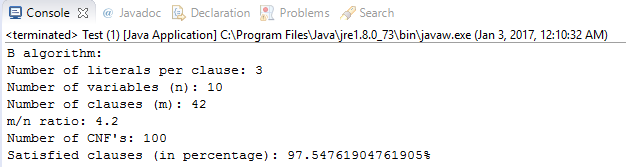 Console @ Javadoc Declaration Problems Search
<terminated> Test (1) [Java Application] C:\Program Files\Java\jre1.8.0_73\bin\javaw.exe (Jan 3, 2017, 12:10:32 AM)
B algorithm:
Number of literals per clause: 3
Number of variables (n): 10
Number of clauses (m): 42
m/n ratio: 4.2
Number of CNF's: 100
Satisfied clauses (in percentage): 97.54761904761905%